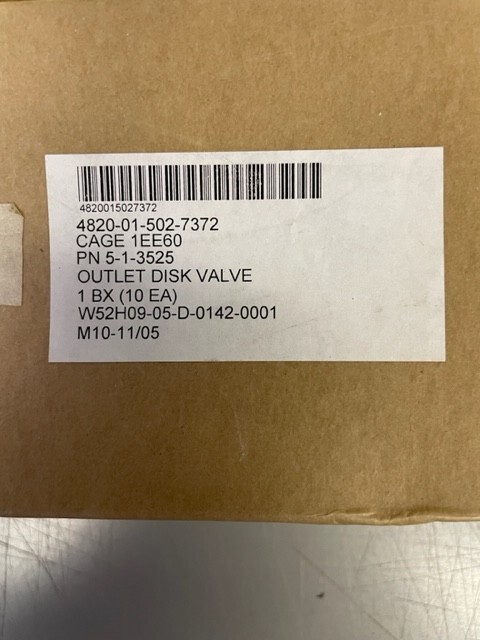 4820015027372
4820-01-502-7372
CAGE 1EE60
PN 5-1-3525
OUTLET DISK VALVE
1 BX (10 EA)
W52H09-05-D-0142-0001
M10-11/05